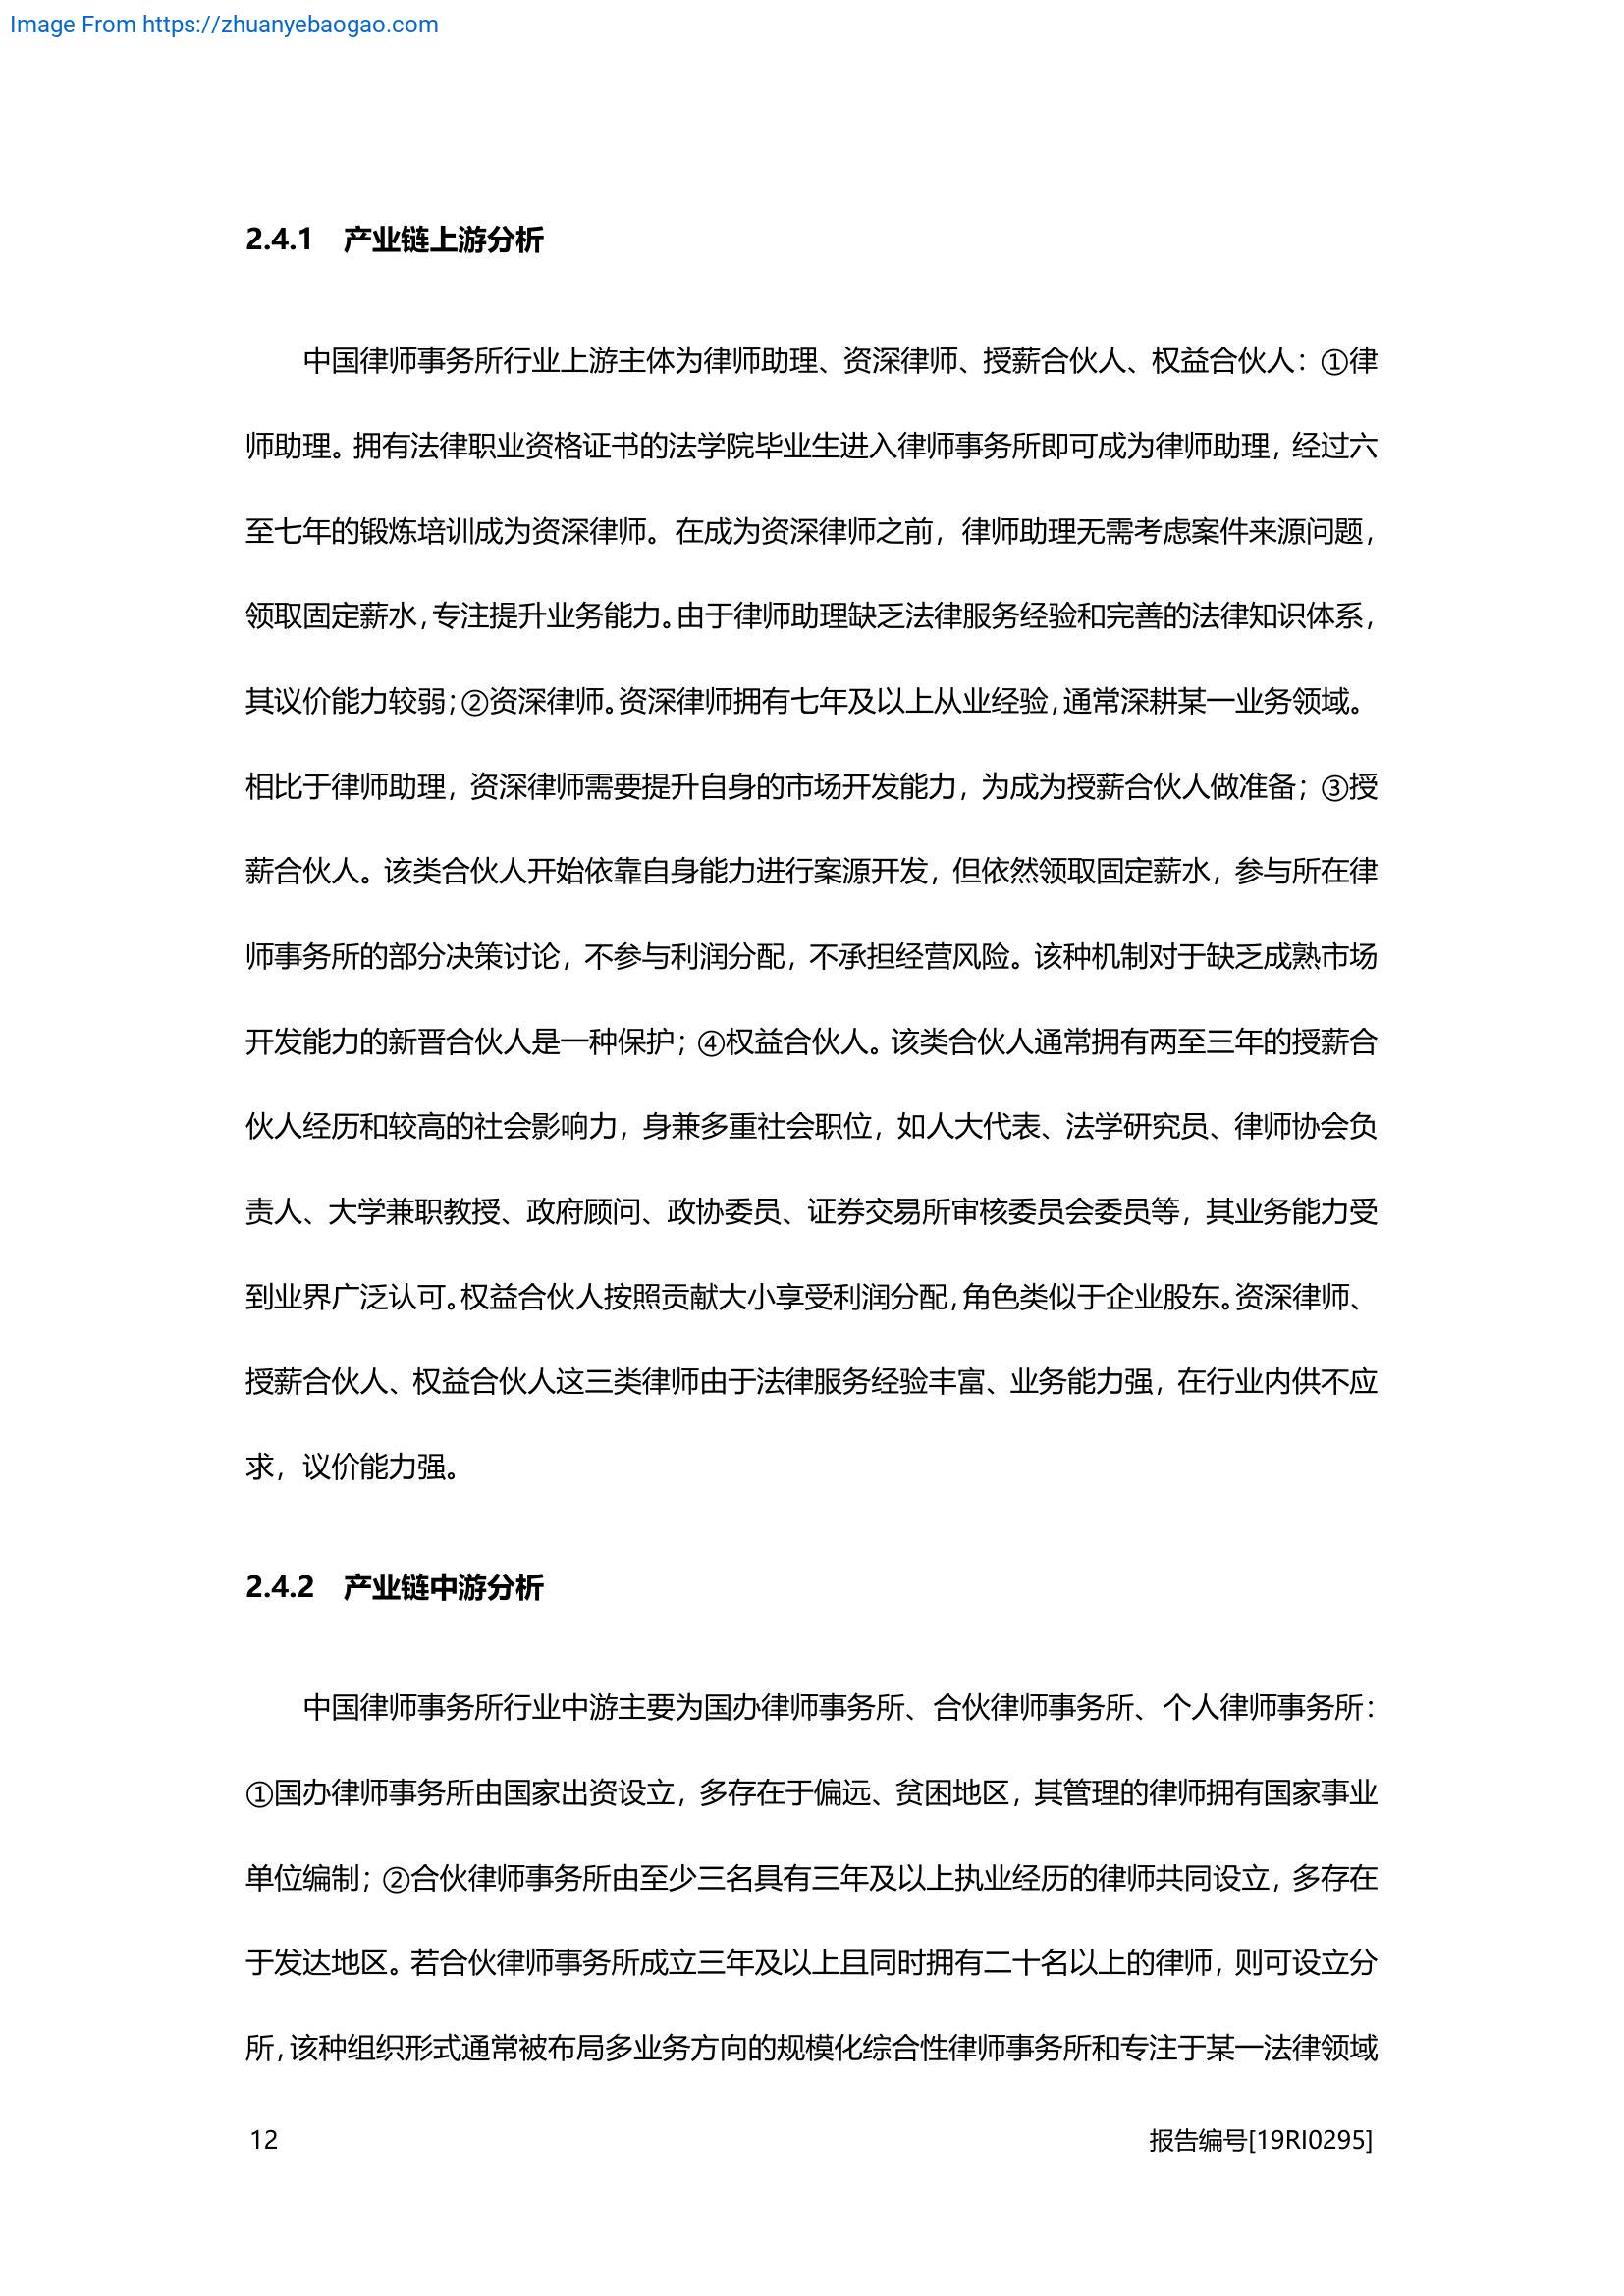 Image From https://zhuanyebaogao.com
2.4.1 产业链上游分析
中国律师事务所行业上游主体为律师助理、资深律师、授薪合伙人、权益合伙人：①律
师助理。拥有法律职业资格证书的法学院毕业生进入律师事务所即可成为律师助理，经过六
至七年的锻炼培训成为资深律师。在成为资深律师之前，律师助理无需考虑案件来源问题，
领取固定薪水，专注提升业务能力。由于律师助理缺乏法律服务经验和完善的法律知识体系，
其议价能力较弱；②资深律师。资深律师拥有七年及以上从业经验，通常深耕某一业务领域。
相比于律师助理，资深律师需要提升自身的市场开发能力，为成为授薪合伙人做准备；③授
薪合伙人。该类合伙人开始依靠自身能力进行案源开发，但依然领取固定薪水，参与所在律
师事务所的部分决策讨论，不参与利润分配，不承担经营风险。该种机制对于缺乏成熟市场
开发能力的新晋合伙人是一种保护；④权益合伙人。该类合伙人通常拥有两至三年的授薪合
伙人经历和较高的社会影响力，身兼多重社会职位，如人大代表、法学研究员、律师协会负
责人、大学兼职教授、政府顾问、政协委员、证券交易所审核委员会委员等，其业务能力受
到业界广泛认可。权益合伙人按照贡献大小享受利润分配，角色类似于企业股东。资深律师、
授薪合伙人、权益合伙人这三类律师由于法律服务经验丰富、业务能力强，在行业内供不应
求，议价能力强。
2.4.2 产业链中游分析
中国律师事务所行业中游主要为国办律师事务所、合伙律师事务所、个人律师事务所：
①国办律师事务所由国家出资设立，多存在于偏远、贫困地区，其管理的律师拥有国家事业
单位编制；②合伙律师事务所由至少三名具有三年及以上执业经历的律师共同设立，多存在
于发达地区。若合伙律师事务所成立三年及以上且同时拥有二十名以上的律师，则可设立分
所，该种组织形式通常被布局多业务方向的规模化综合性律师事务所和专注于某一法律领域
12 报告编号[19RI0295]